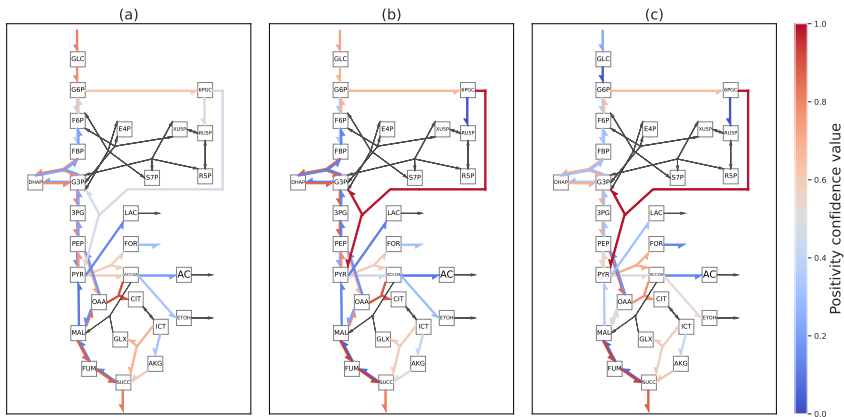 (a)
GLC
G6P
6PGC
F6P
E4P
XU5P
RU5P
FBP
DHAP
G3P
S7P
R5P
3PG
LAC
PEP
FOR
PYR
ACCOA
AC
OAA
CIT
ETOH
MAL
ICT
GLX
FUM
AKG
SUCC
(b)
GLC
G6P
6PGC
F6P
E4P
XU5P
RU5P
FBP
DHAP
G3P
S7P
R5P
3PG
LAC
PEP
FOR
PYR
ACCOA
AC
OAA
CIT
ETOH
MAL
ICT
GLX
FUM
AKG
SUCC
(c)
GLC
G6P
6PGC
F6P
E4P
XU5P
RU5P
FBP
DHAP
G3P
S7P
R5P
3PG
LAC
PEP
FOR
PYR
ACCOA
AC
OAA
CIT
ETOH
MAL
ICT
GLX
FUM
AKG
SUCC
1.0
0.8
0.6
0.4
0.2
0.0
Positivity confidence value